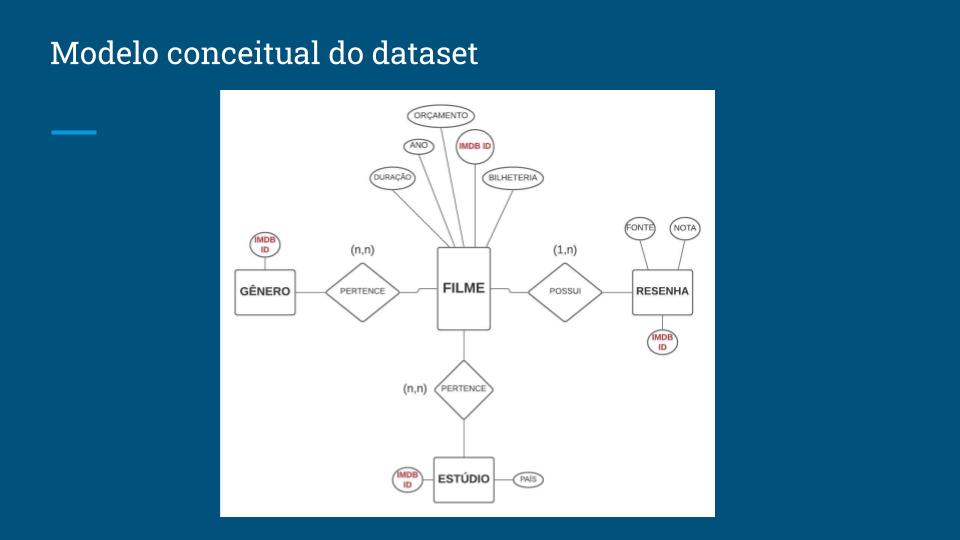 Modelo conceitual do dataset
ORÇAMENTO
ANO
IMDB ID
DURAÇÃO
BILHETERIA
FONTE
NOTA
IMDB
ID
(n,n)
(1,n)
GÊNERO
PERTENCE
FILME
POSSUI
RESENHA
IMDB
ID
(n,n)
PERTENCE
IMDB
ID
ESTÚDIO
PAÍS